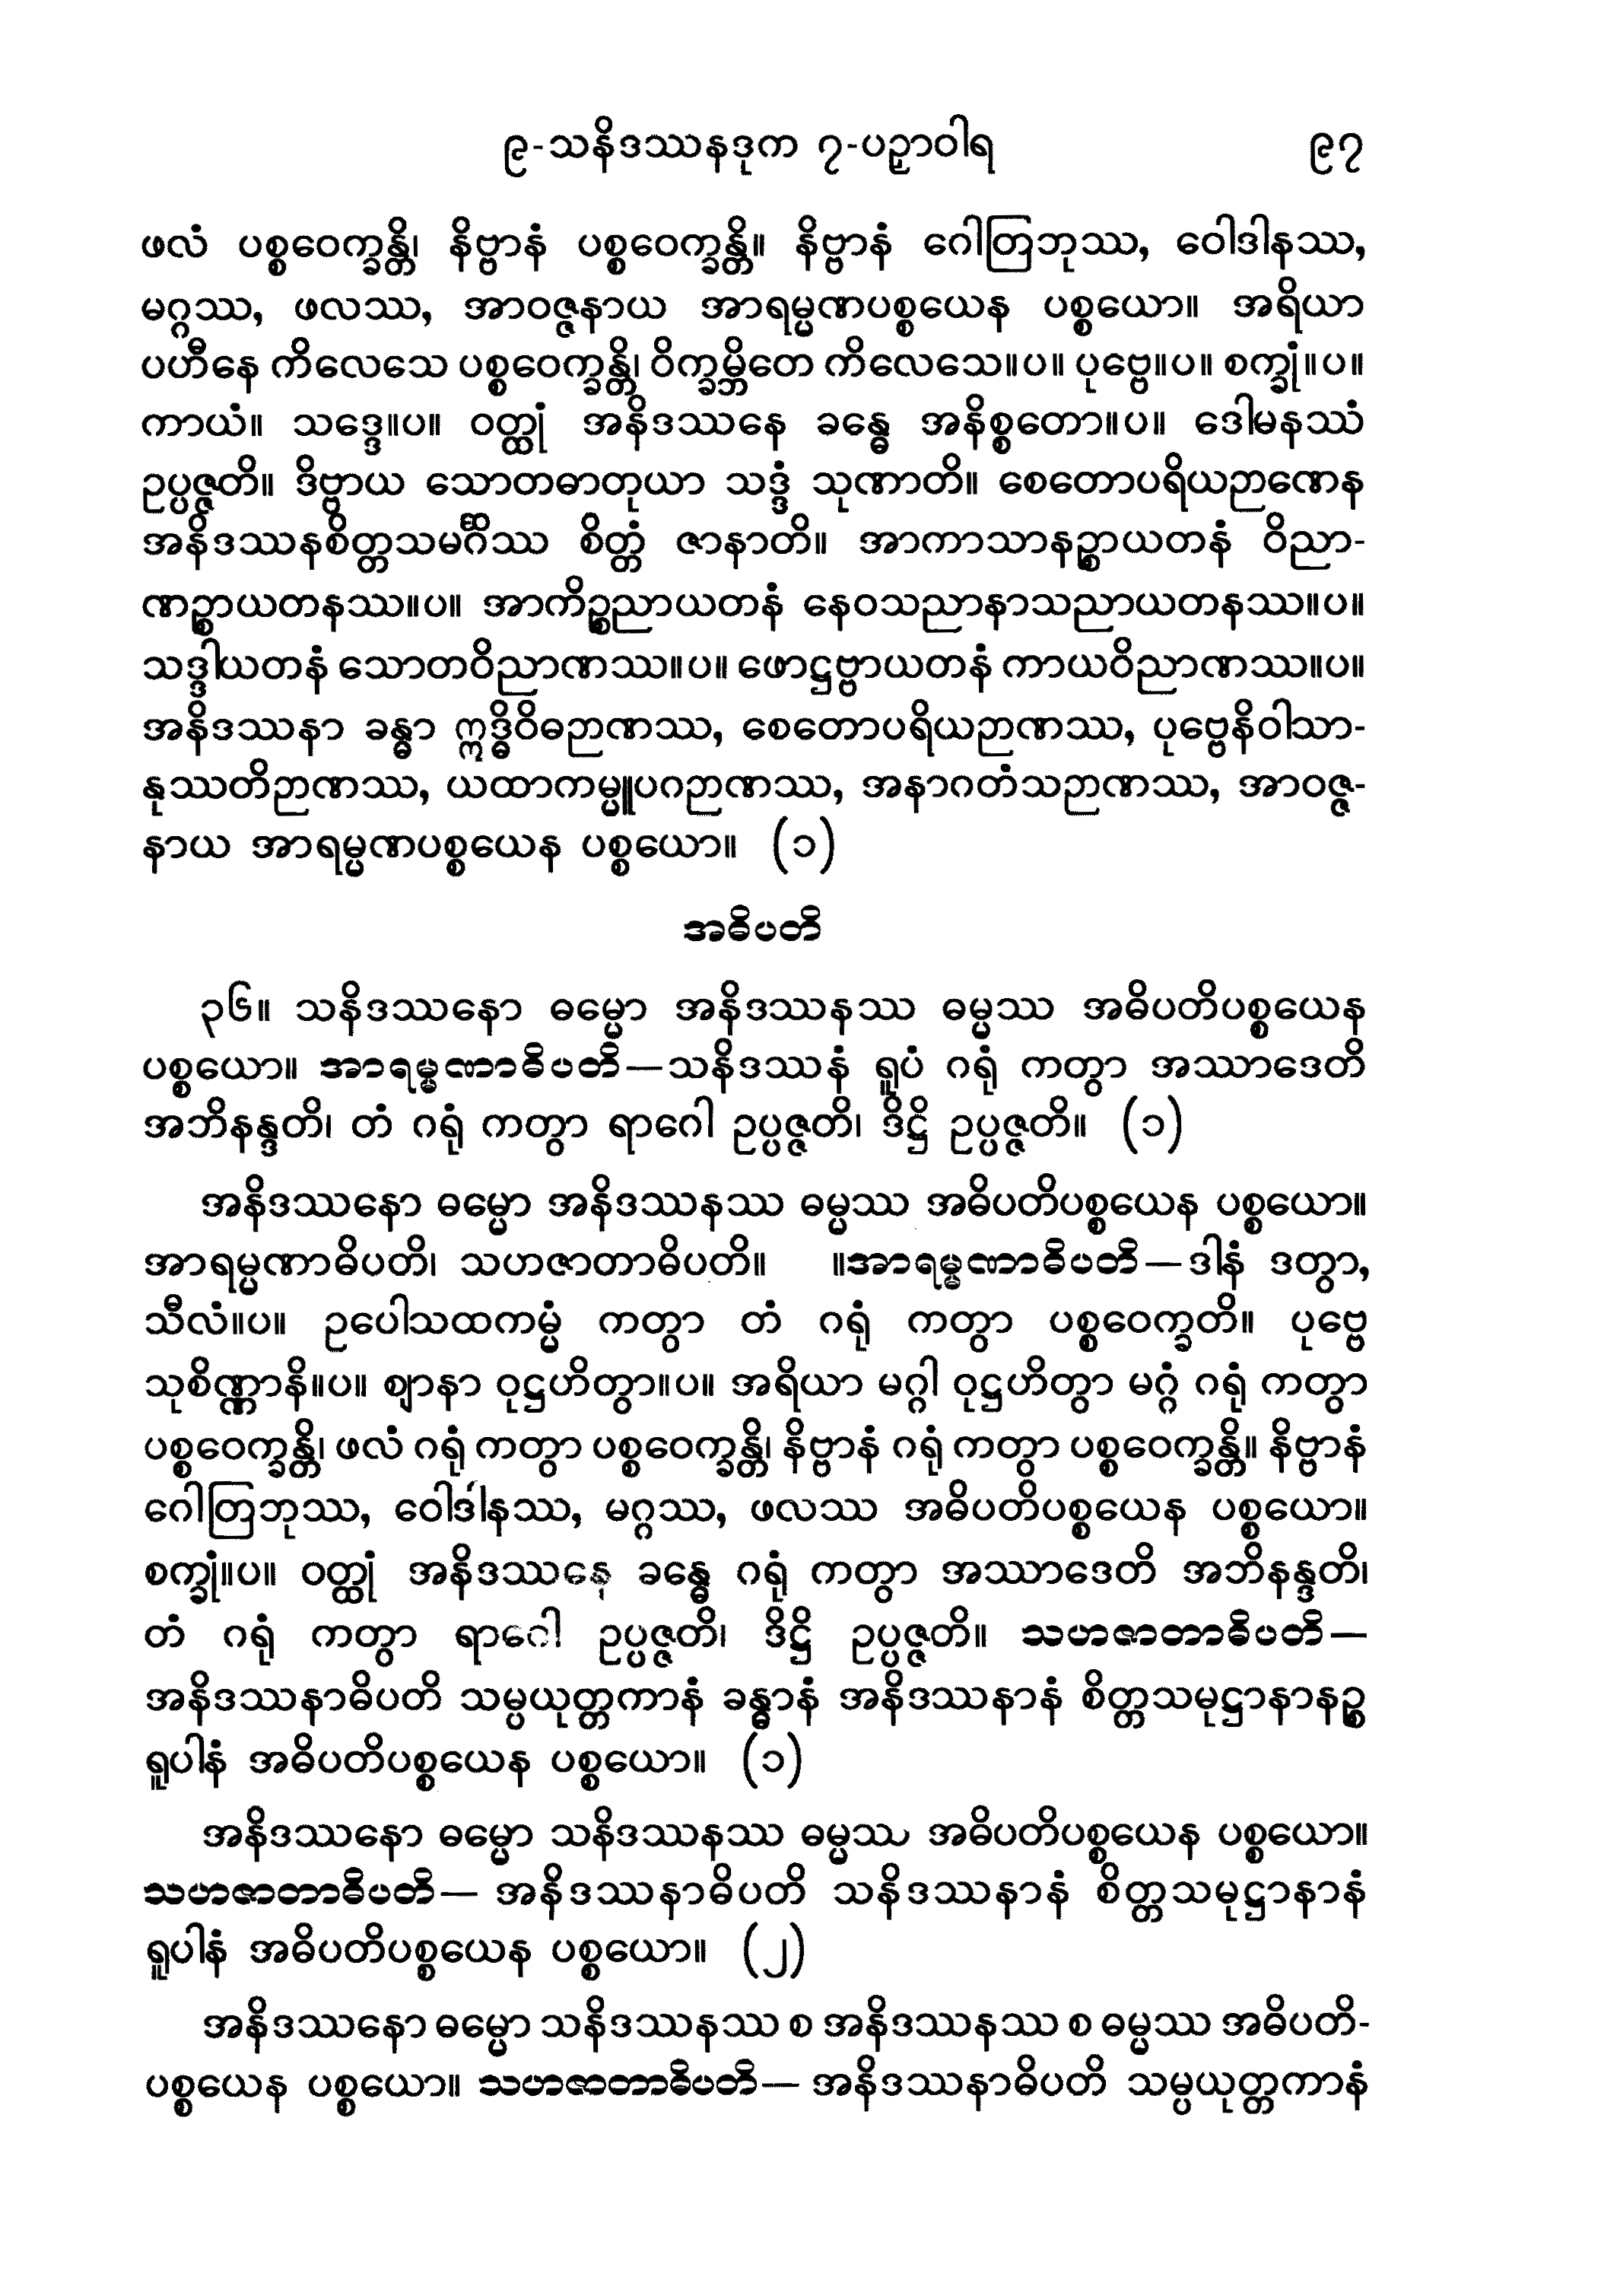 ၉-သနိဒဿနဒုက ၇-ပဉှာဝါရ ၉၇
ဖလံ ပစ္စဝေက္ခန္တိ၊ နိဗ္ဗာနံ ပစ္စဝေက္ခန္တိ။ နိဗ္ဗာနံ ဂေါတြဘုဿ, ဝေါဒါနဿ,
မဂ္ဂဿ, ဖလဿ, အာဝဇ္ဇနာယ အာရမ္မဏပစ္စယေန ပစ္စယော။ အရိယာ
ပဟီနေ ကိလေသေ ပစ္စဝေက္ခန္တိ၊ ဝိက္ခမ္ဘိတေ ကိလေသေ။ပ။ ပုဗ္ဗေ။ပ။ စက္ခုံ။ပ။
ကာယံ။ သဒ္ဒေ။ပ။ ဝတ္ထုံ အနိဒဿနေ ခန္ဓေ အနိစ္စတော။ပ။ ဒေါမနဿံ
ဥပ္ပဇ္ဇတိ။ ဒိဗ္ဗာယ သောတဓာတုယာ သဒ္ဒံ သုဏာတိ။ စေတောပရိယဉာဏေန
အနိဒဿနစိတ္တသမင်္ဂိဿ စိတ္တံ ဇာနာတိ။ အာကာသာနဉ္စာယတနံ ဝိညာ-
ဏဉ္စာယတနဿ။ပ။ အာကိဉ္စညာယတနံ နေဝသညာနာသညာယတနဿ။ပ။
သဒ္ဒါယတနံ သောတဝိညာဏဿ။ပ။ ဖောဋ္ဌဗ္ဗာယတနံ ကာယဝိညာဏဿ။ပ။
အနိဒဿနာ ခန္ဓာ ဣဒ္ဓိဝိဓဉာဏဿ, စေတောပရိယဉာဏဿ, ပုဗ္ဗေနိဝါသာ-
နုဿတိဉာဏဿ, ယထာကမ္မူပဂဉာဏဿ, အနာဂတံသဉာဏဿ, အာဝဇ္ဇ-
နာယ အာရမ္မဏပစ္စယေန ပစ္စယော။ (၁)
အဓိပတိ
၃၆။ သနိဒဿနော ဓမ္မော အနိဒဿနဿ ဓမ္မဿ အဓိပတိပစ္စယေန
ပစ္စယော။ အာရမ္မဏာဓိပတိ—သနိဒဿနံ ရူပံ ဂရုံ ကတွာ အဿာဒေတိ
အဘိနန္ဒတိ၊ တံ ဂရုံ ကတွာ ရာဂေါ ဥပ္ပဇ္ဇတိ၊ ဒိဋ္ဌိ ဥပ္ပဇ္ဇတိ။ (၁)
အနိဒဿနော ဓမ္မော အနိဒဿနဿ ဓမ္မဿ အဓိပတိပစ္စယေန ပစ္စယော။
အာရမ္မဏာဓိပတိ၊ သဟဇာတာဓိပတိ။ ။အာရမ္မဏာဓိပတိ—ဒါနံ ဒတွာ,
သီလံ။ပ။ ဥပေါသထကမ္မံ ကတွာ တံ ဂရုံ ကတွာ ပစ္စဝေက္ခတိ။ ပုဗ္ဗေ
သုစိဏ္ဏာနိ။ပ။ ဈာနာ ဝုဋ္ဌဟိတွာ။ပ။ အရိယာ မဂ္ဂါ ဝုဋ္ဌဟိတွာ မဂ္ဂံ ဂရုံ ကတွာ
ပစ္စဝေက္ခန္တိ၊ ဖလံ ဂရုံ ကတွာ ပစ္စဝေက္ခန္တိ၊ နိဗ္ဗာနံ ဂရုံ ကတွာ ပစ္စဝေက္ခန္တိ။ နိဗ္ဗာနံ
ဂေါတြဘုဿ, ဝေါဒါနဿ, မဂ္ဂဿ, ဖလဿ အဓိပတိပစ္စယေန ပစ္စယော။
စက္ခုံ။ပ။ ဝတ္ထုံ အနိဒဿနေ ခန္ဓေ ဂရုံ ကတွာ အဿာဒေတိ အဘိနန္ဒတိ၊
တံ ဂရုံ ကတွာ ရာဂေါ ဥပ္ပဇ္ဇတိ၊ ဒိဋ္ဌိ ဥပ္ပဇ္ဇတိ။ သဟဇာတာဓိပတိ—
အနိဒဿနာဓိပတိ သမ္ပယုတ္တကာနံ ခန္ဓာနံ အနိဒဿနာနံ စိတ္တသမုဋ္ဌာနာနဉ္စ
ရူပါနံ အဓိပတိပစ္စယေန ပစ္စယော။ (၁)
အနိဒဿနော ဓမ္မော သနိဒဿနဿ ဓမ္မဿ အဓိပတိပစ္စယေန ပစ္စယော။
သဟဇာတာဓိပတိ— အနိဒဿနာဓိပတိ သနိဒဿနာနံ စိတ္တသမုဋ္ဌာနာနံ
ရူပါနံ အဓိပတိပစ္စယေန ပစ္စယော။ (၂)
အနိဒဿနော ဓမ္မော သနိဒဿနဿ စ အနိဒဿနဿ စ ဓမ္မဿ အဓိပတိ-
ပစ္စယေန ပစ္စယော။ သဟဇာတာဓိပတိ— အနိဒဿနာဓိပတိ သမ္ပယုတ္တကာနံ